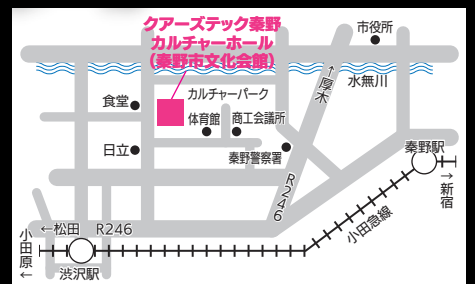 クアーズテック秦野
カルチャーホール
(秦野市文化会館)
市役所
←厚木
水無川
食堂
カルチャーパーク
体育館
商工会議所
日立
秦野警察署
秦野駅
R246
→新宿
小田急線
←松田 R246
小田原←
渋沢駅